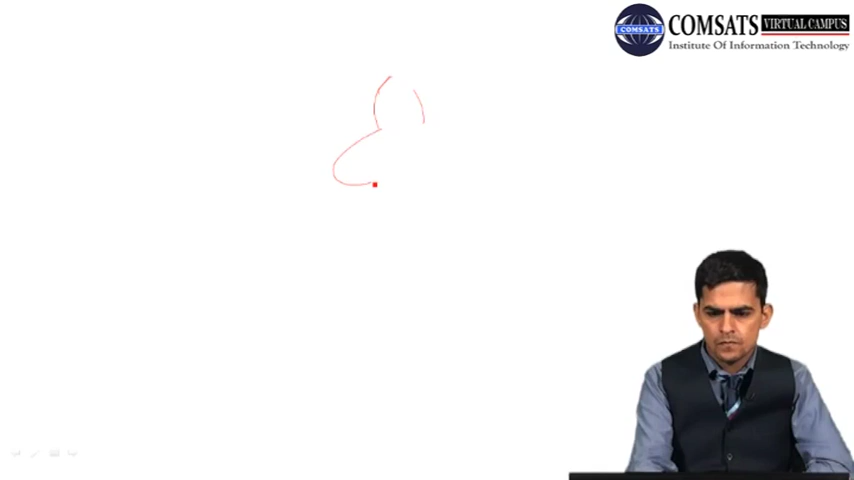 COMSATS VIRTUAL CAMPUS
COMSATS
Institute Of Information Technology